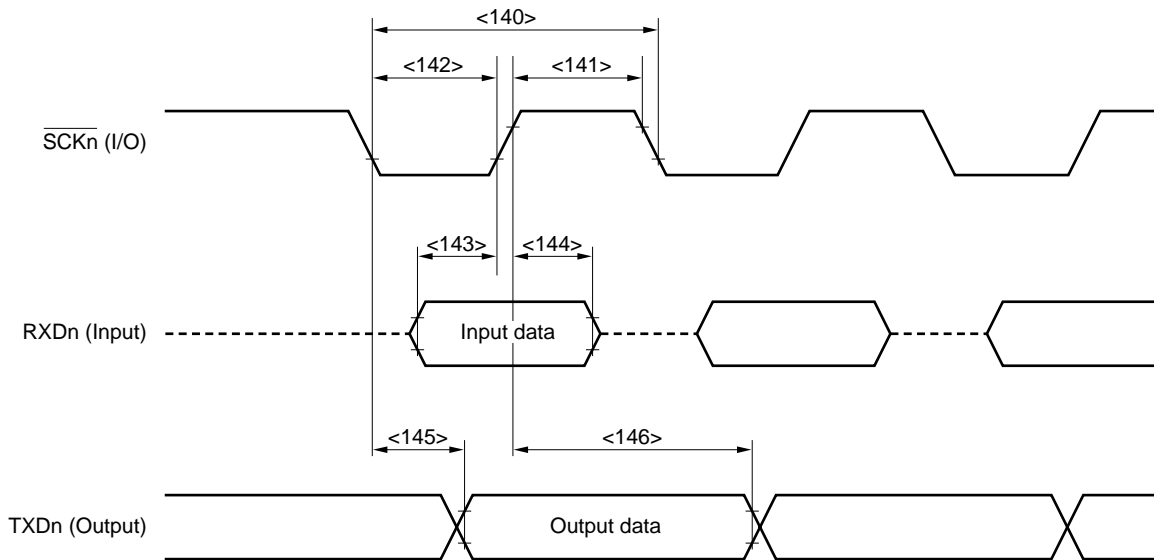 <140>
<142>
<141>
SCKn (I/O)
<143>
<144>
RXDn (Input)
Input data
<145>
<146>
TXDn (Output)
Output data